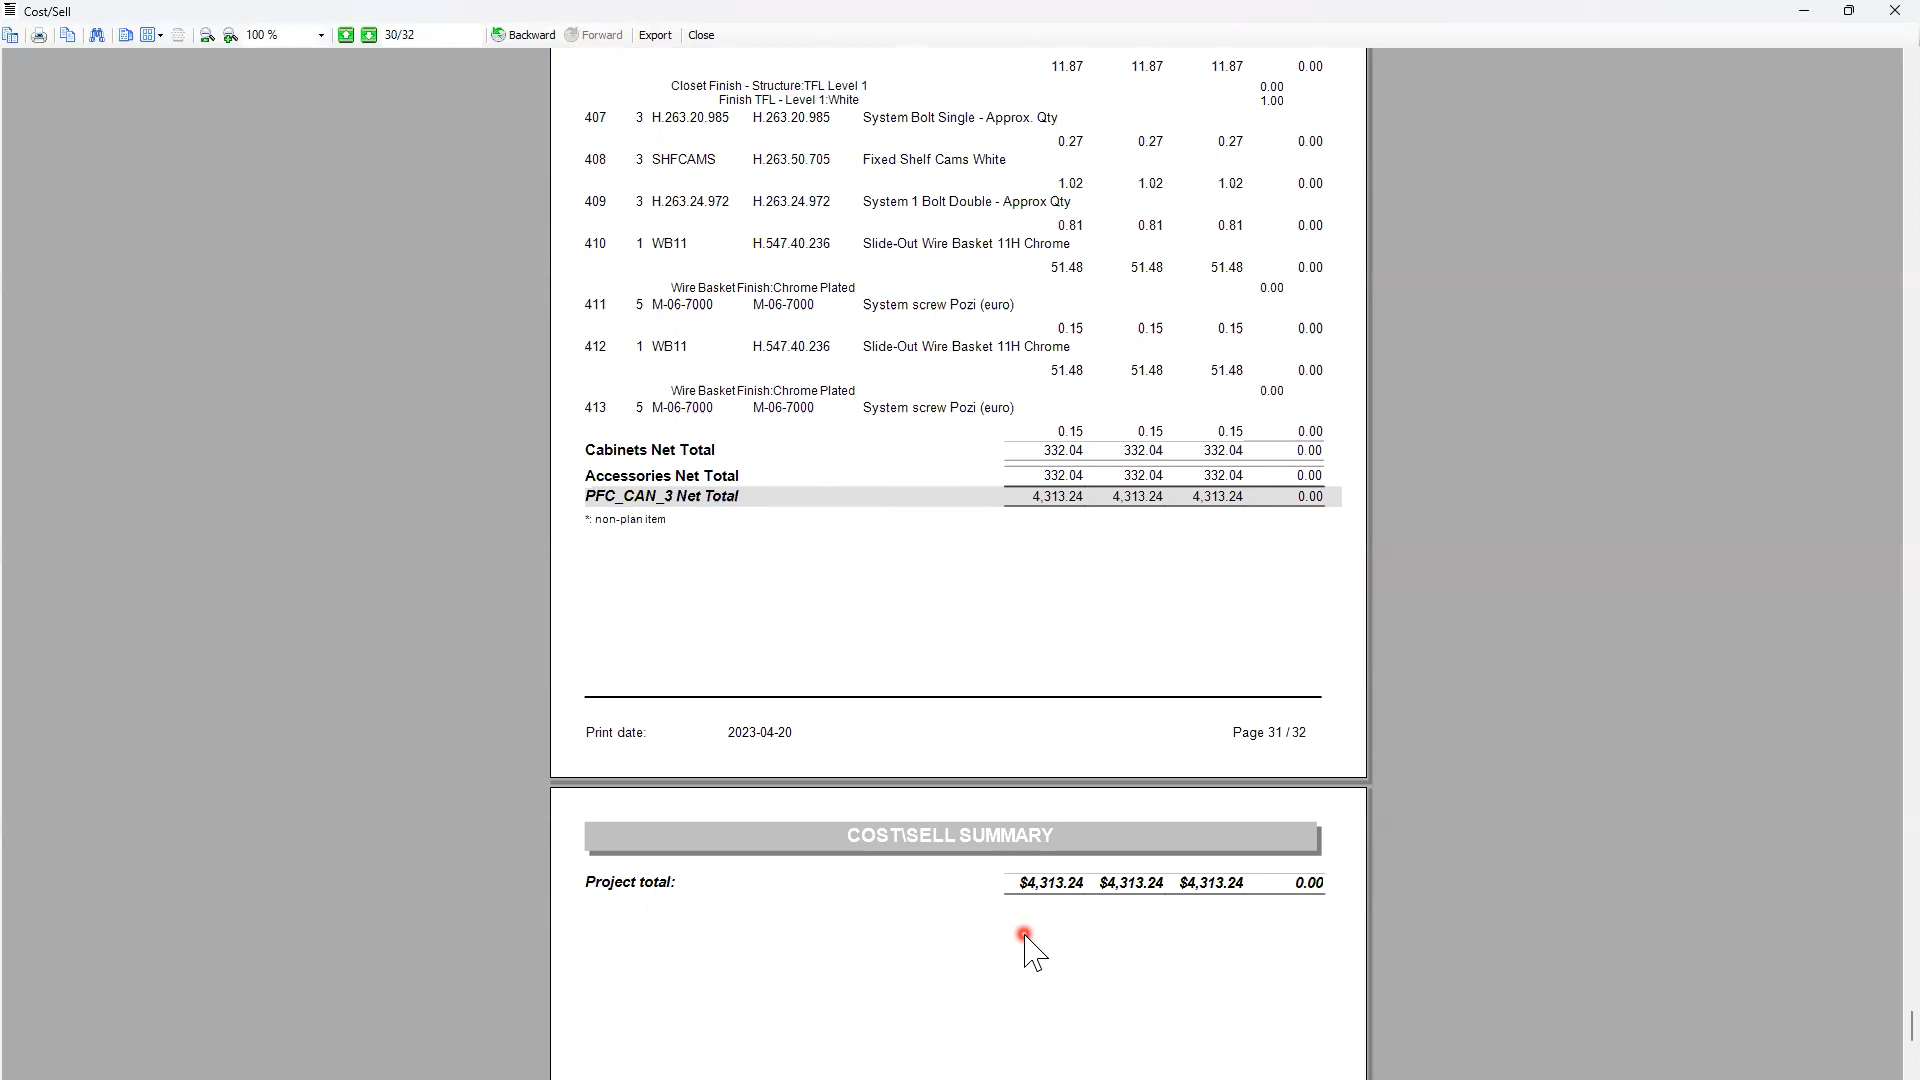 Cost/Sell
100 % 30/32 Backward Forward Export Close
11.87 11.87 11.87 0.00
Closet Finish - Structure:TFL Level 1 0.00
Finish TFL - Level 1:White 1.00
407 3 H.263.20.985 H.263.20.985 System Bolt Single - Approx. Qty
0.27 0.27 0.27 0.00
408 3 SHFCAMS H.263.50.705 Fixed Shelf Cams White
1.02 1.02 1.02 0.00
409 3 H.263.24.972 H.263.24.972 System 1 Bolt Double - Approx Qty
0.81 0.81 0.81 0.00
410 1 WB11 H.547.40.236 Slide-Out Wire Basket 11H Chrome
51.48 51.48 51.48 0.00
Wire Basket Finish:Chrome Plated 0.00
411 5 M-06-7000 M-06-7000 System screw Pozi (euro)
0.15 0.15 0.15 0.00
412 1 WB11 H.547.40.236 Slide-Out Wire Basket 11H Chrome
51.48 51.48 51.48 0.00
Wire Basket Finish:Chrome Plated 0.00
413 5 M-06-7000 M-06-7000 System screw Pozi (euro)
0.15 0.15 0.15 0.00
Cabinets Net Total 332.04 332.04 332.04 0.00
Accessories Net Total 332.04 332.04 332.04 0.00
PFC_CAN_3 Net Total 4,313.24 4,313.24 4,313.24 0.00
*: non-plan item
Print date: 2023-04-20 Page 31 / 32
COST\SELL SUMMARY
Project total: $4,313.24 $4,313.24 $4,313.24 0.00